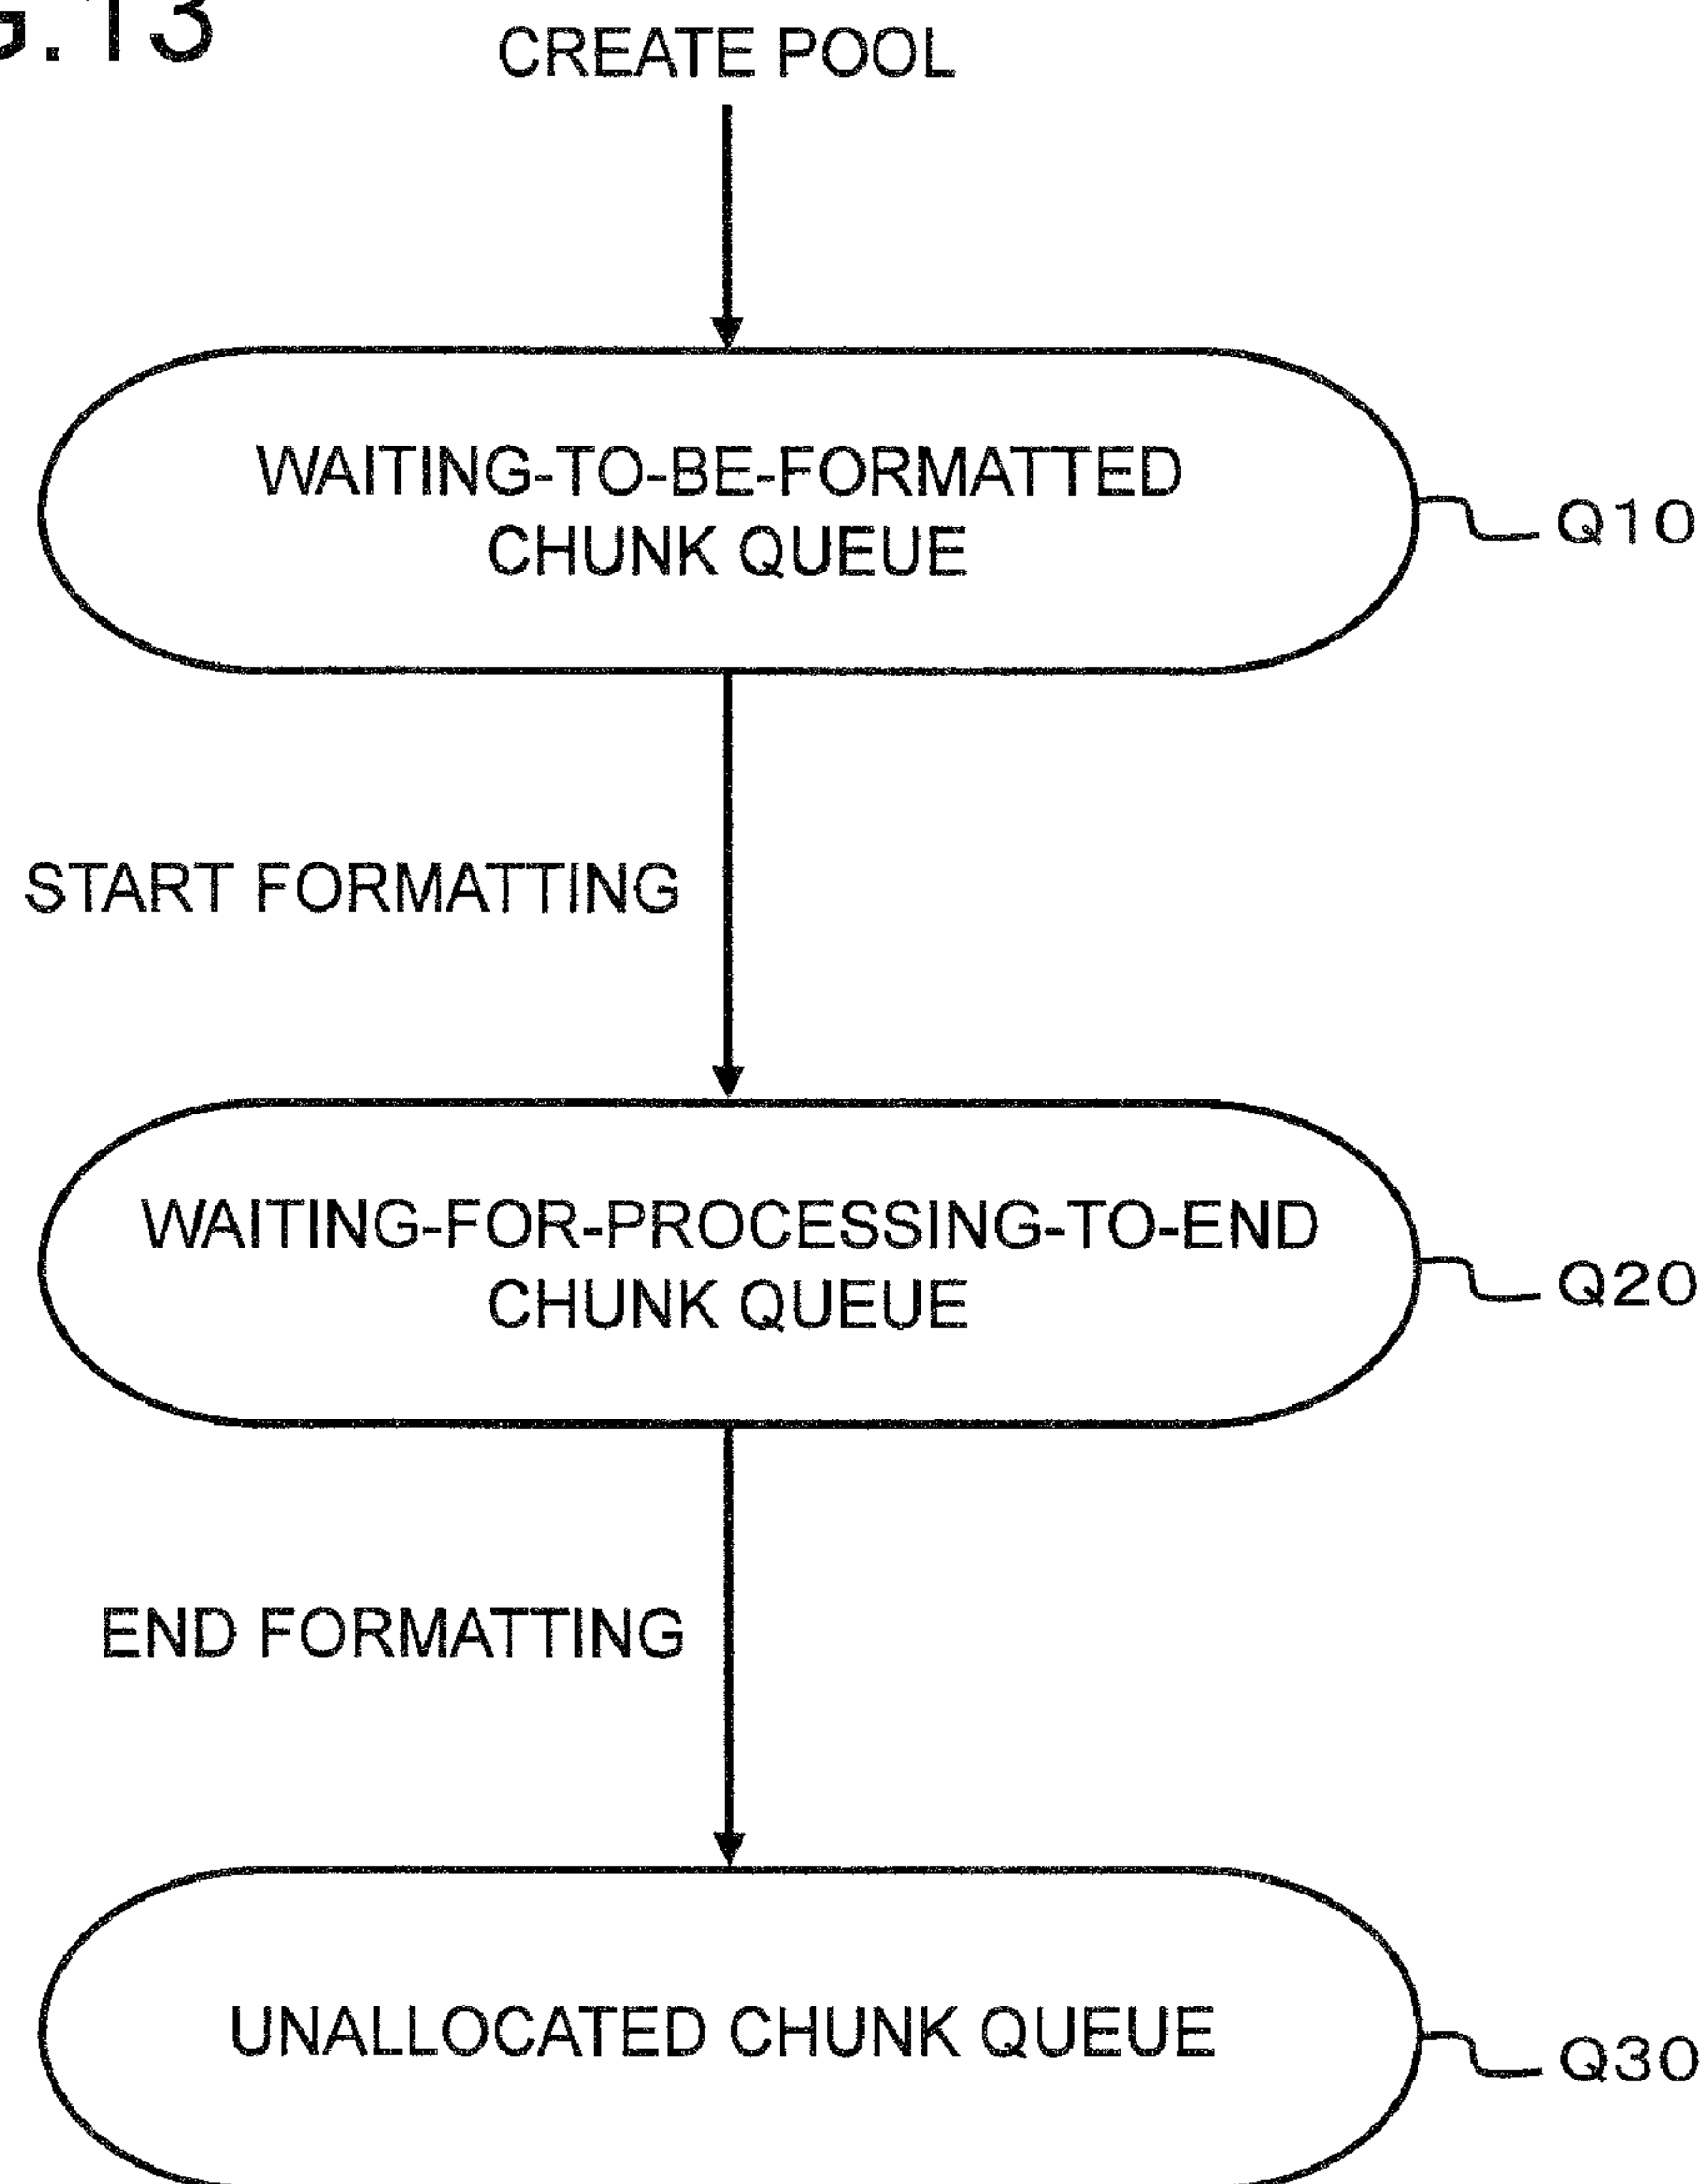 G.13
CREATE POOL
WAITING-TO-BE-FORMATTED
CHUNK QUEUE
Q10
START FORMATTING
WAITING-FOR-PROCESSING-TO-END
CHUNK QUEUE
Q20
END FORMATTING
UNALLOCATED CHUNK QUEUE
Q30